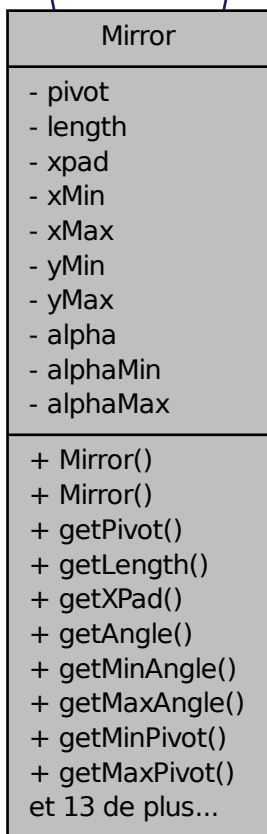 Mirror
- pivot
- length
- xpad
- xMin
- xMax
- yMin
- yMax
- alpha
- alphaMin
- alphaMax
+ Mirror()
+ Mirror()
+ getPivot()
+ getLength()
+ getXPad()
+ getAngle()
+ getMinAngle()
+ getMaxAngle()
+ getMinPivot()
+ getMaxPivot()
et 13 de plus...